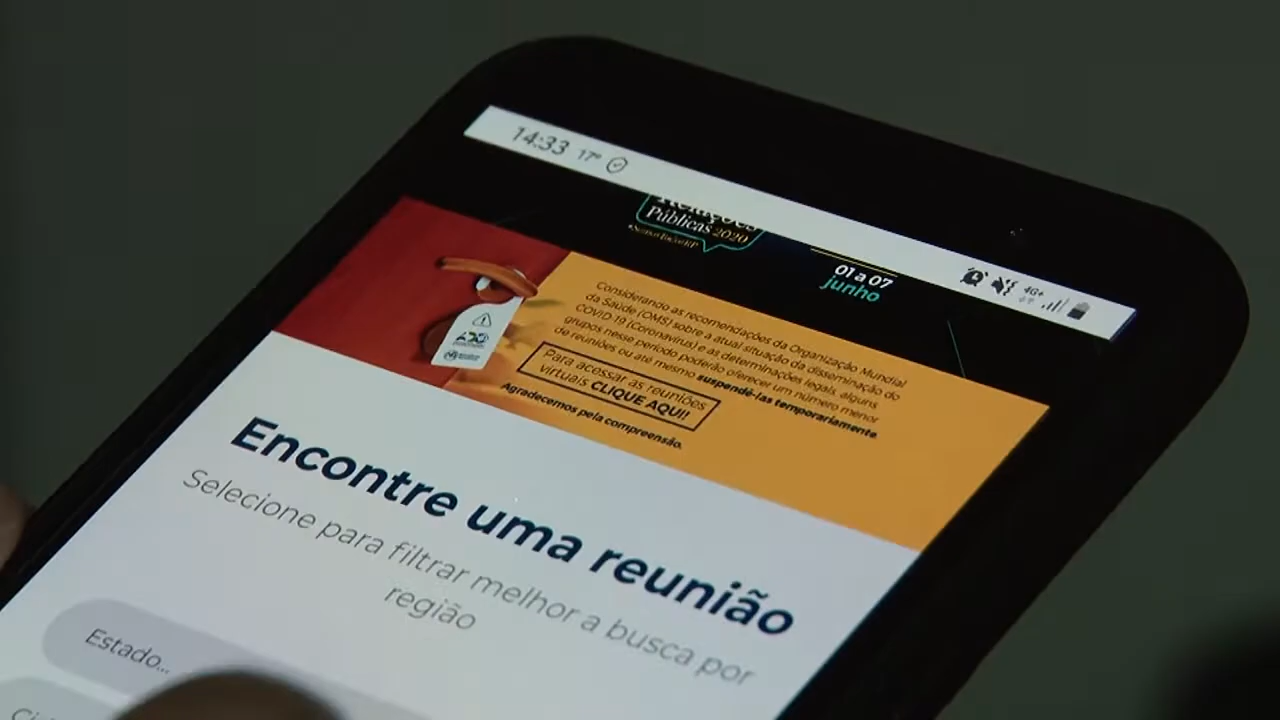 14:33 17°
4G+
Relações
Públicas 2020
01 a 07
junho
Considerando as recomendações da Organização Mundial
da Saúde (OMS) sobre a atual situação da disseminação do
COVID-19 (Coronavírus) e as determinações legais, alguns
grupos nesse período poderão oferecer um número menor
de reuniões ou até mesmo suspendê-las temporariamente.
Para acessar as reuniões
virtuais CLIQUE AQUI!
Agradecemos pela compreensão.
Encontre uma reunião
Selecione para filtrar melhor a busca por
região
Estado...